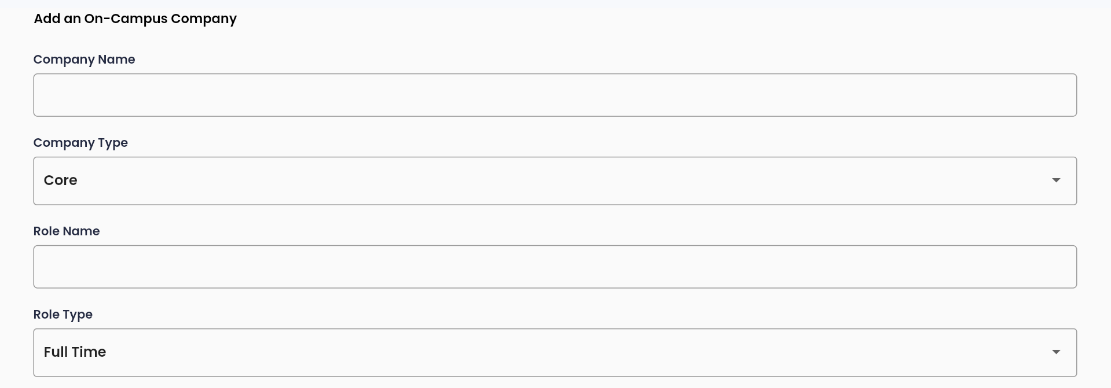 Add an On-Campus Company
Company Name
Company Type
Core
Role Name
Role Type
Full Time